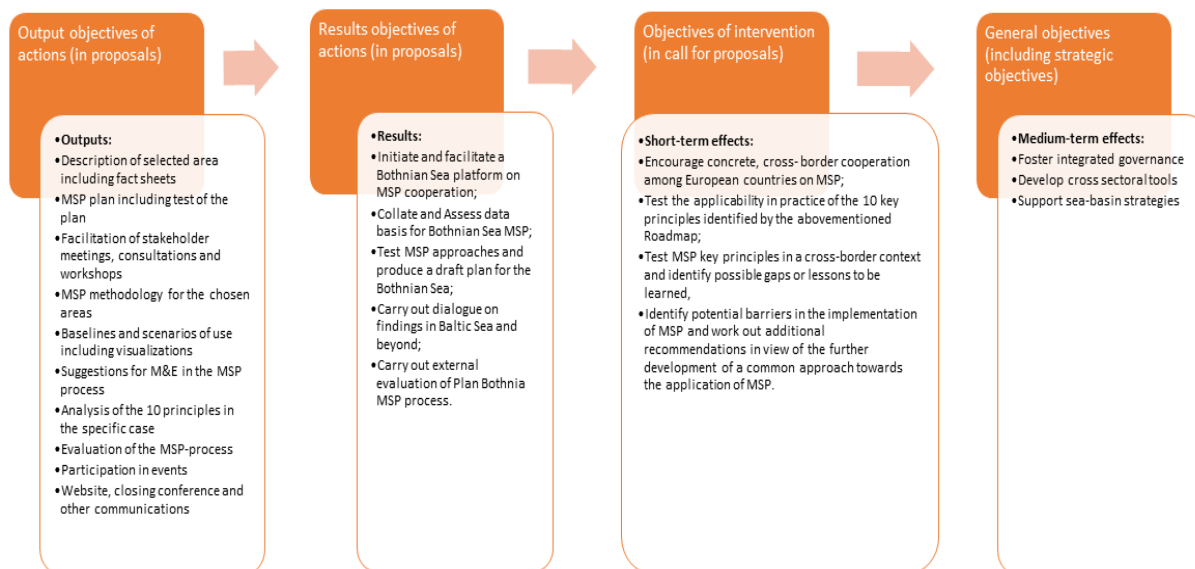 Output objectives of
actions (in proposals)
•Outputs:
•Description of selected area
including fact sheets
•MSP plan including test of the
plan
•Facilitation of stakeholder
meetings, consultations and
workshops
•MSP methodology for the chosen
areas
•Baselines and scenarios of use
including visualizations
•Suggestions for M&E in the MSP
process
•Analysis of the 10 principles in
the specific case
•Evaluation of the MSP-process
•Participation in events
•Website, closing conference and
other communications
Results objectives of
actions (in proposals)
•Results:
•Initiate and facilitate a
Bothnian Sea platform on
MSP cooperation;
•Collate and Assess data
basis for Bothnian Sea MSP;
•Test MSP approaches and
produce a draft plan for the
Bothnian Sea;
•Carry out dialogue on
findings in Baltic Sea and
beyond;
•Carry out external
evaluation of Plan Bothnia
MSP process.
Objectives of intervention
(in call for proposals)
•Short-term effects:
•Encourage concrete, cross- border cooperation
among European countries on MSP;
•Test the applicability in practice of the 10 key
principles identified by the abovementioned
Roadmap;
•Test MSP key principles in a cross-border context
and identify possible gaps or lessons to be
learned,
•Identify potential barriers in the implementation
of MSP and work out additional
recommendations in view of the further
development of a common approach towards
the application of MSP.
General objectives
(including strategic
objectives)
•Medium-term effects:
•Foster integrated governance
•Develop cross sectoral tools
•Support sea-basin strategies